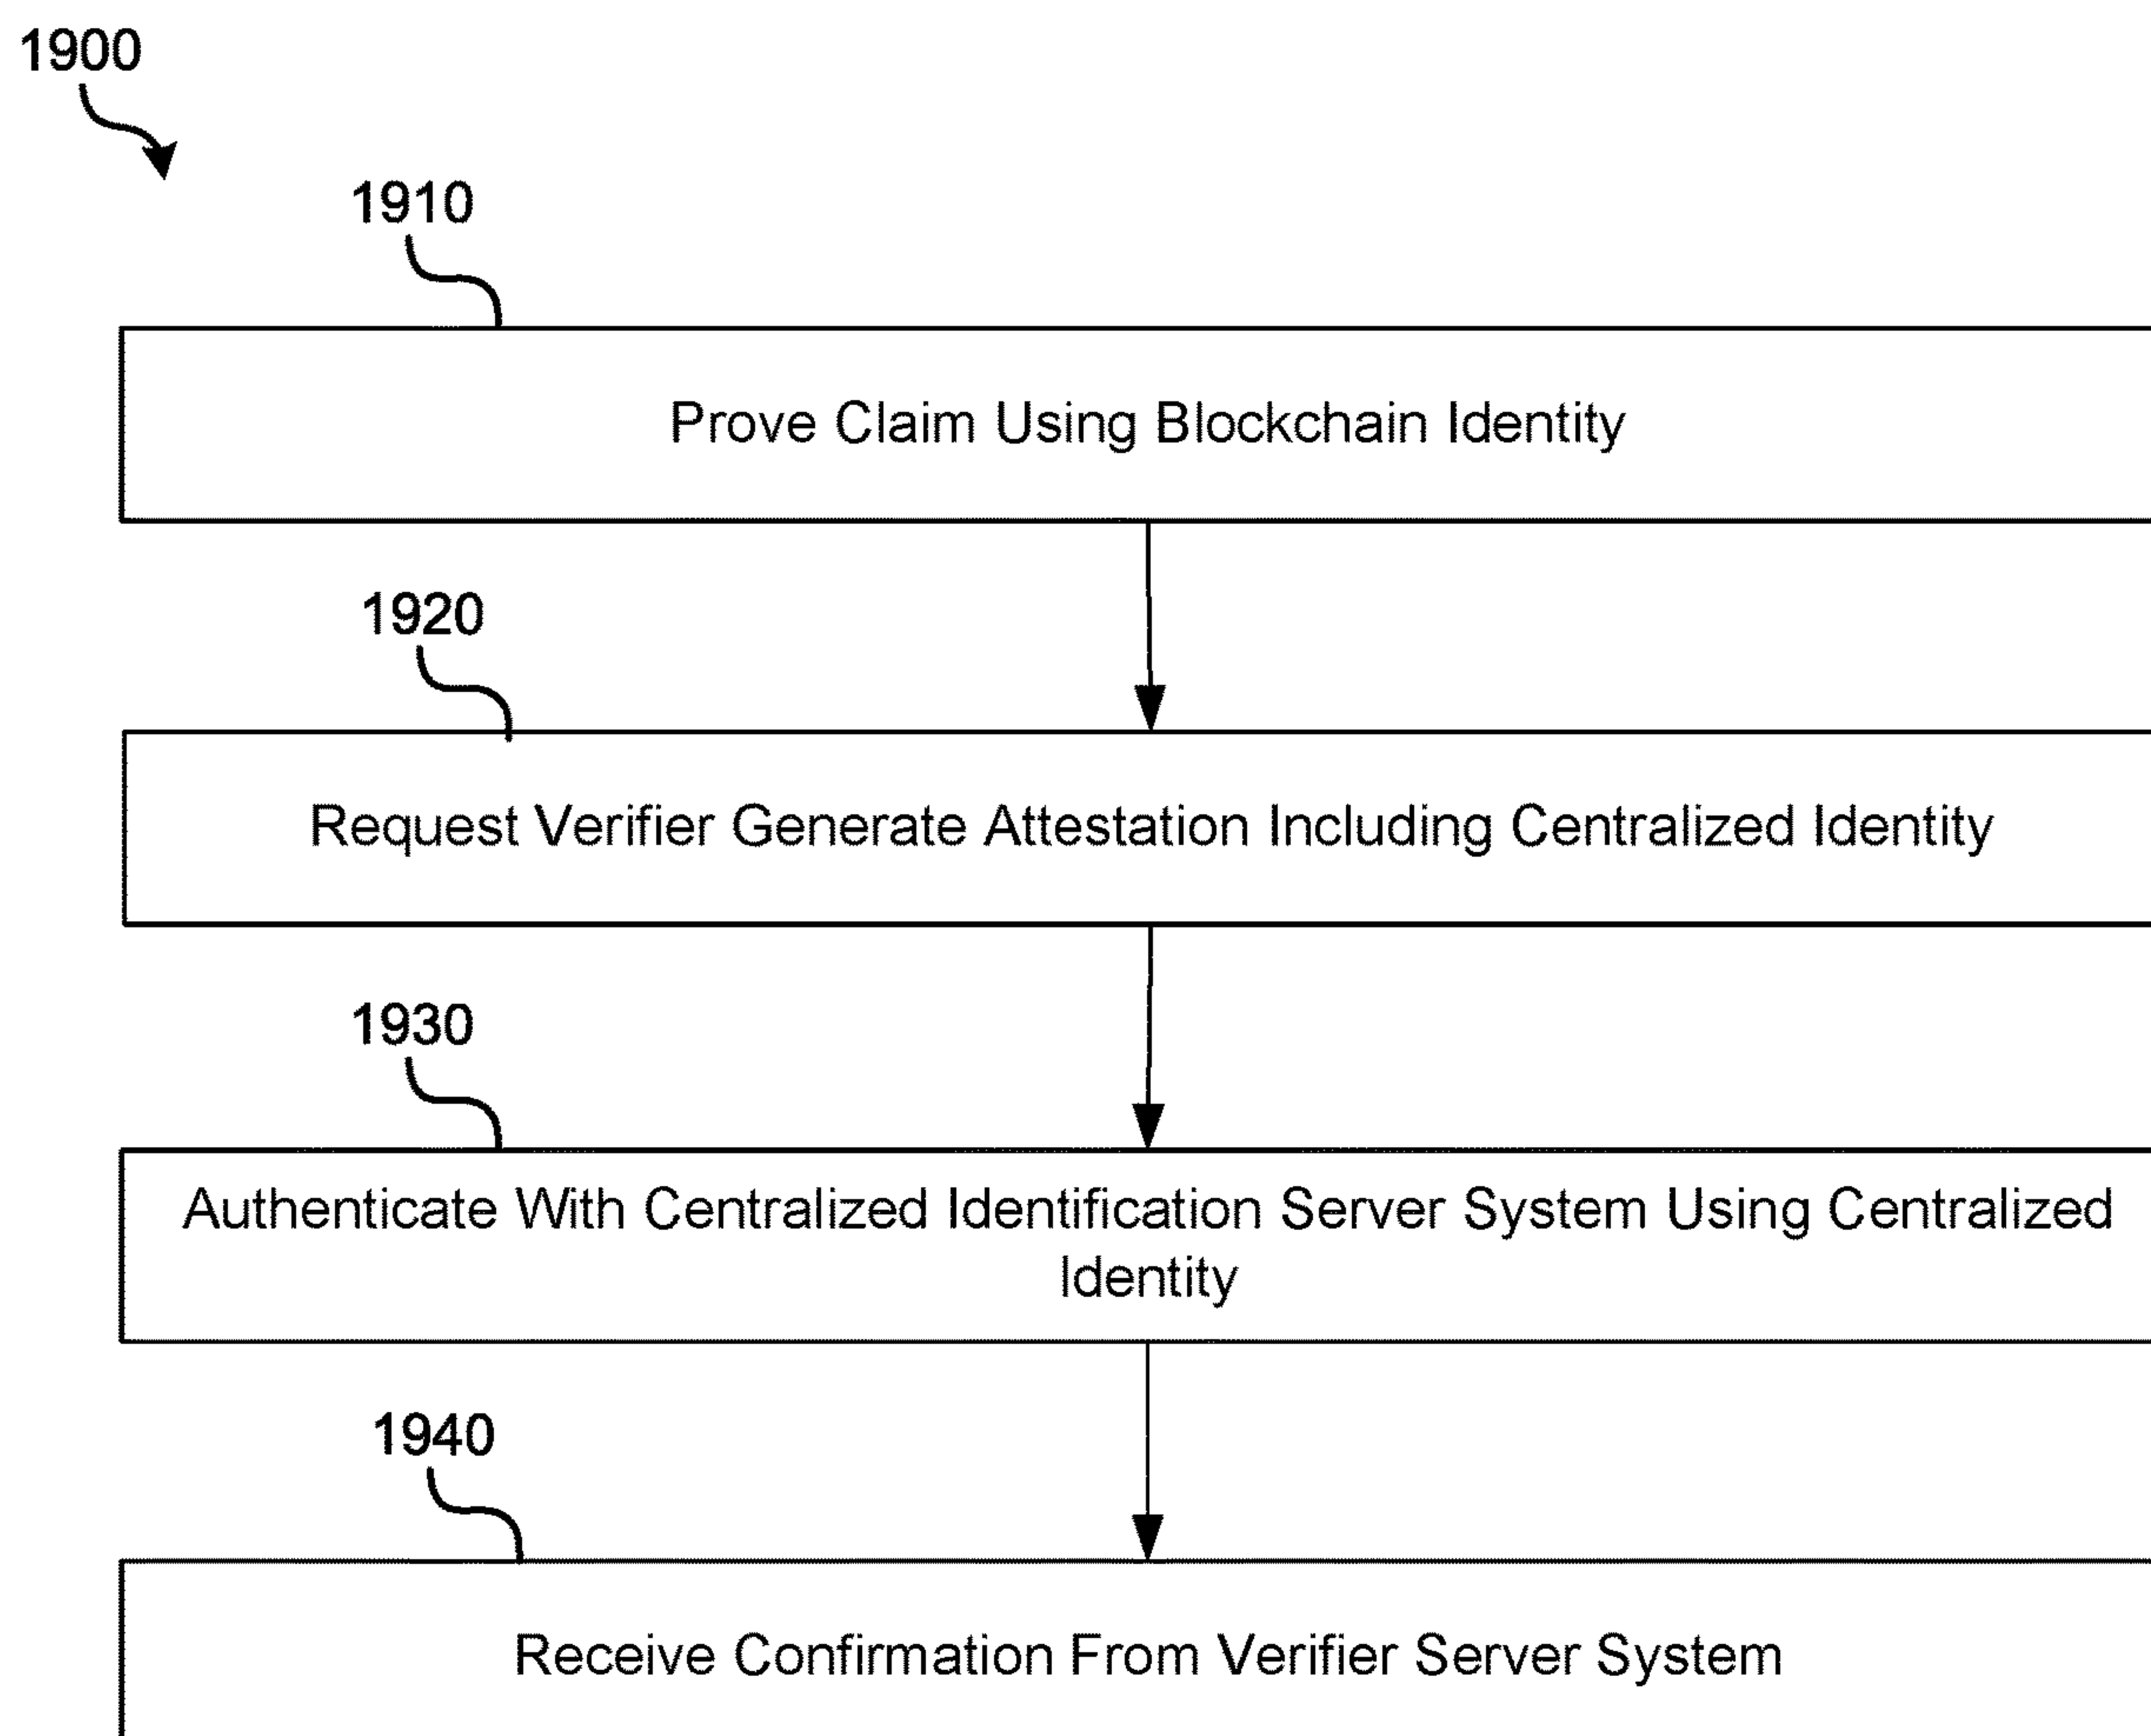 1900
1910
Prove Claim Using Blockchain Identity
1920
Request Verifier Generate Attestation Including Centralized Identity
1930
Authenticate With Centralized Identification Server System Using Centralized
Identity
1940
Receive Confirmation From Verifier Server System